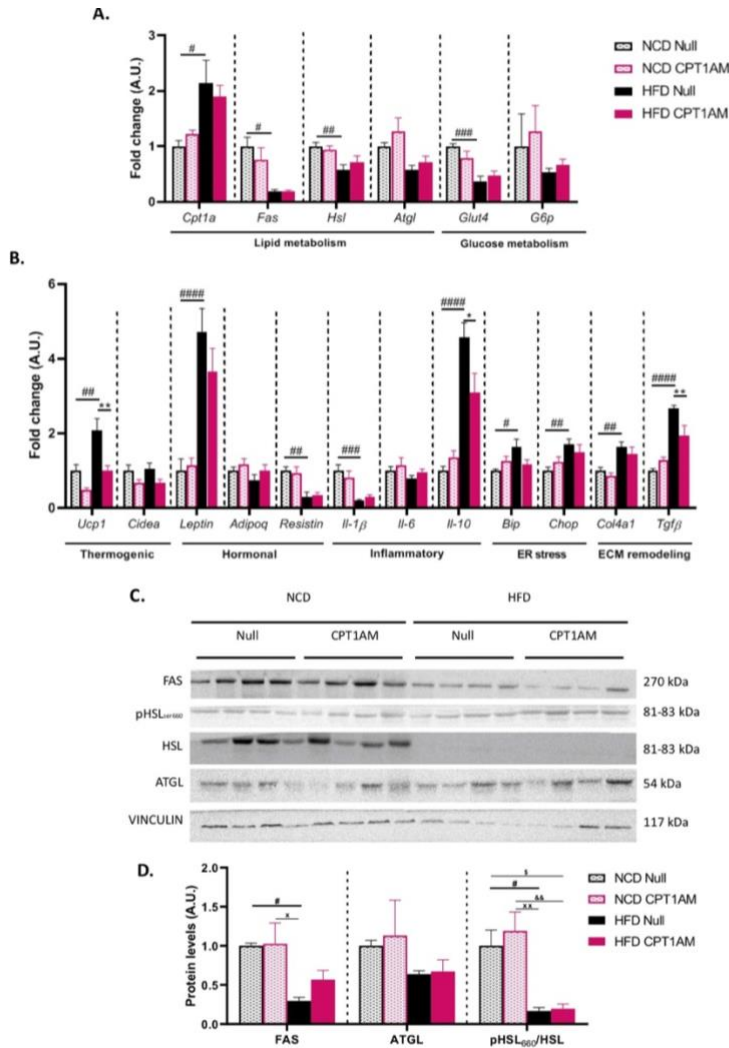 A.
Fold change (A.U.)
3
2
1
0
#
#
##
###
Cpt1a Fas Hsl Atgl Glut4 G6p
Lipid metabolism Glucose metabolism
NCD Null
NCD CPT1AM
HFD Null
HFD CPT1AM
B.
Fold change (A.U.)
6
4
2
0
##
**
####
##
###
####
*
#
##
##
####
**
Ucp1 Cidea Leptin Adipoq Resistin Il-1β Il-6 Il-10 Bip Chop Col4a1 Tgfβ
Thermogenic Hormonal Inflammatory ER stress ECM remodeling
C.
NCD HFD
Null CPT1AM Null CPT1AM
FAS 270 kDa
pHSLser660 81-83 kDa
HSL 81-83 kDa
ATGL 54 kDa
VINCULIN 117 kDa
D.
Protein levels (A.U.)
2.0
1.5
1.0
0.5
0.0
#
x
$
#
&&
xx
FAS ATGL pHSL660/HSL
NCD Null
NCD CPT1AM
HFD Null
HFD CPT1AM